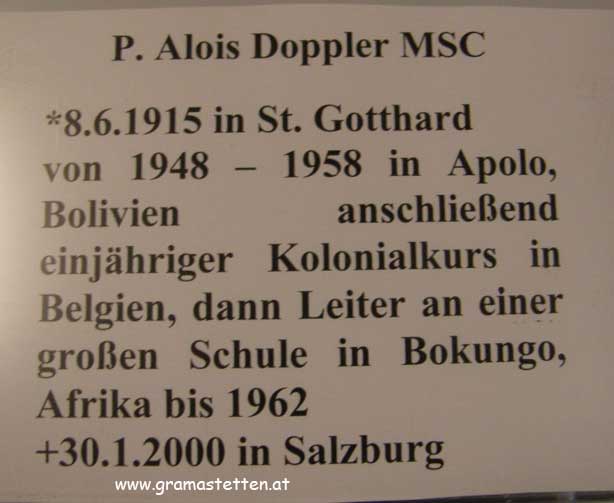 P. Alois Doppler MSC
*8.6.1915 in St. Gotthard
von 1948 – 1958 in Apolo,
Bolivien anschließend
einjähriger Kolonialkurs in
Belgien, dann Leiter an einer
großen Schule in Bokungo,
Afrika bis 1962
+30.1.2000 in Salzburg
www.gramastetten.at